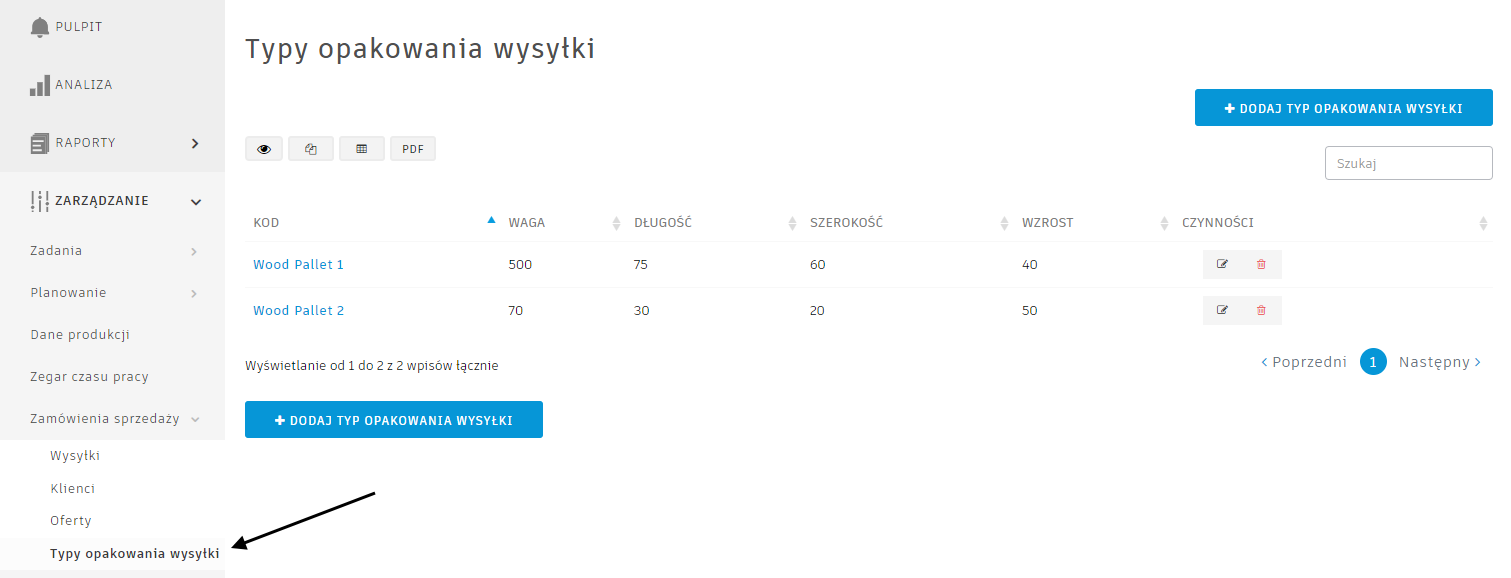 PULPIT
ANALIZA
RAPORTY
ZARZĄDZANIE
Zadania
Planowanie
Dane produkcji
Zegar czasu pracy
Zamówienia sprzedaży
Wysyłki
Klienci
Oferty
Typy opakowania wysyłki
Typy opakowania wysyłki
DODAJ TYP OPAKOWANIA WYSYŁKI
PDF
Szukaj
KOD WAGA DŁUGOŚĆ SZEROKOŚĆ WZROST CZYNNOŚCI
Wood Pallet 1 500 75 60 40
Wood Pallet 2 70 30 20 50
Wyświetlanie od 1 do 2 z 2 wpisów łącznie
Poprzedni 1 Następny
DODAJ TYP OPAKOWANIA WYSYŁKI